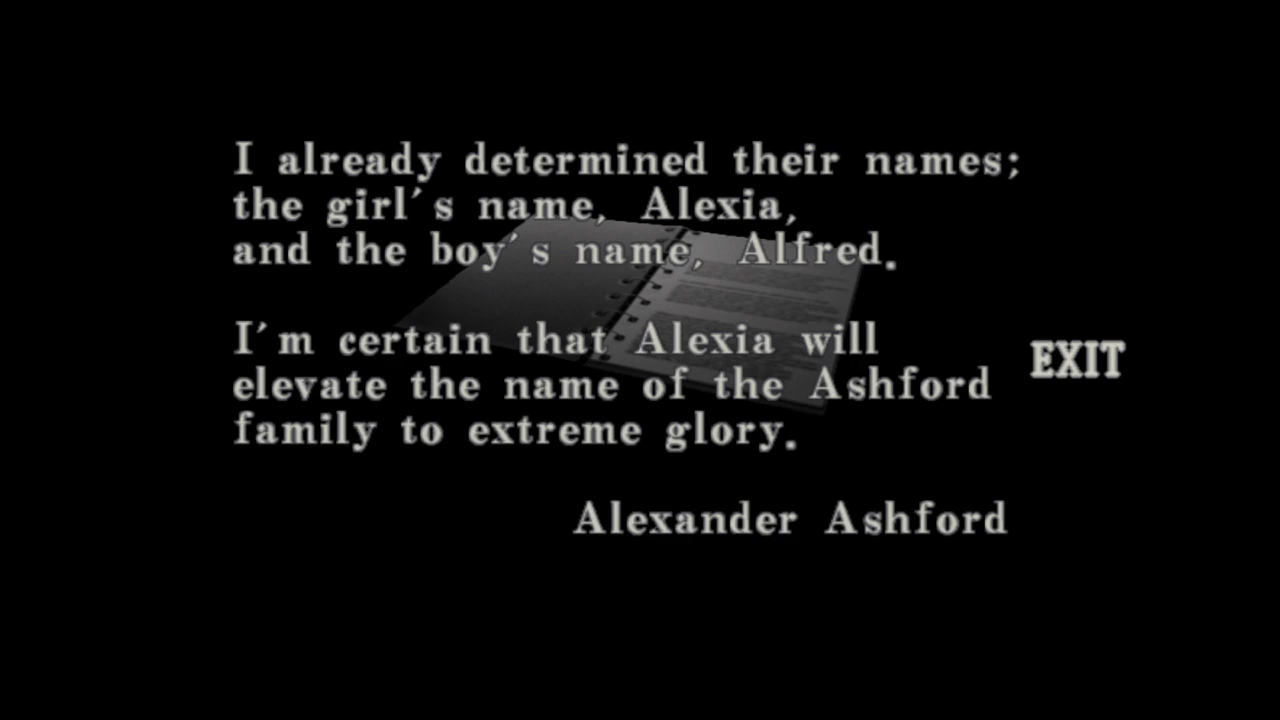 I already determined their names;
the girl's name, Alexia,
and the boy's name, Alfred.
I'm certain that Alexia will
elevate the name of the Ashford
family to extreme glory.
EXIT
Alexander Ashford